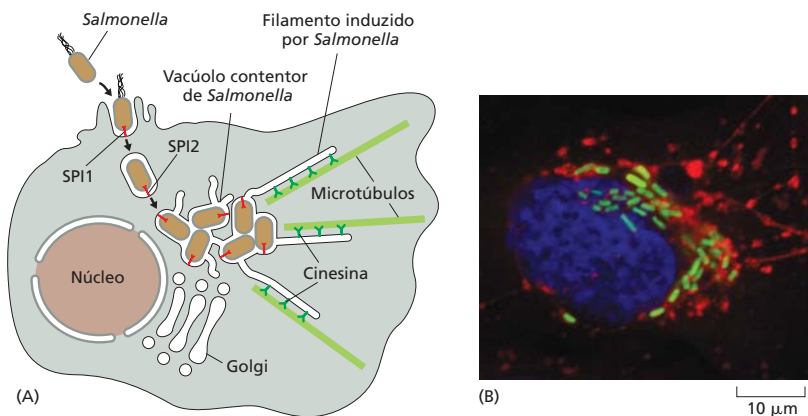 Salmonella
Filamento induzido
por Salmonella
Vacúolo contentor
de Salmonella
SPI2
SPI1
Microtúbulos
Núcleo
Cinesina
Golgi
(A)
(B)
10 μm